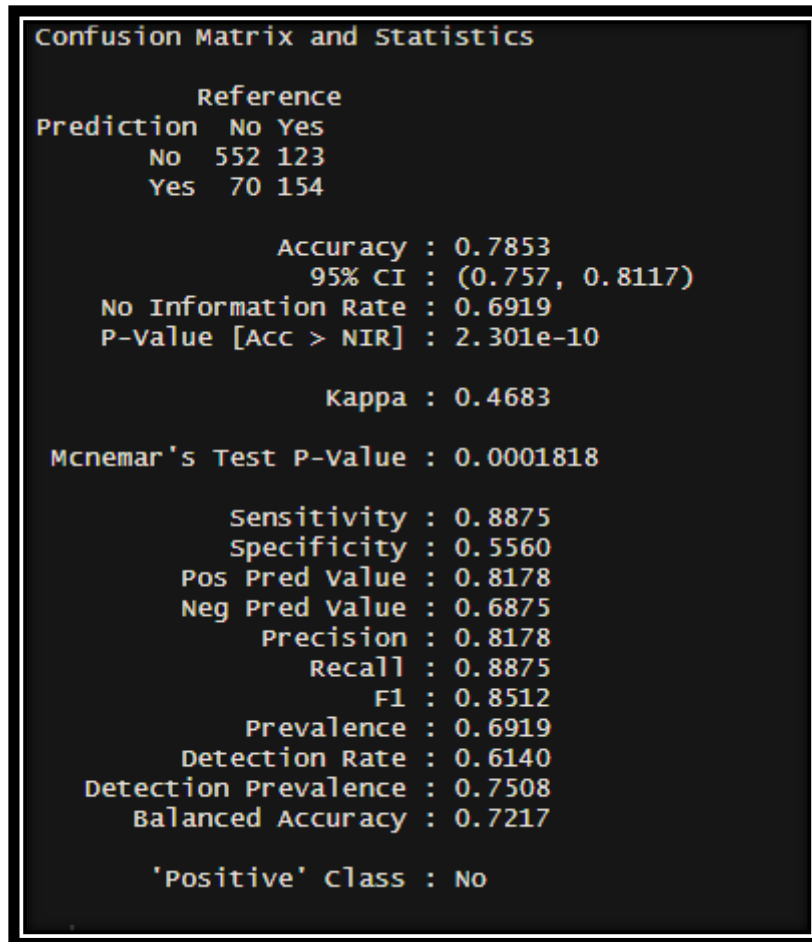 Confusion Matrix and Statistics
Reference
Prediction No Yes
No 552 123
Yes 70 154
Accuracy : 0.7853
95% CI : (0.757, 0.8117)
No Information Rate : 0.6919
P-Value [Acc > NIR] : 2.301e-10
Kappa : 0.4683
Mcnemar's Test P-Value : 0.0001818
Sensitivity : 0.8875
Specificity : 0.5560
Pos Pred Value : 0.8178
Neg Pred Value : 0.6875
Precision : 0.8178
Recall : 0.8875
F1 : 0.8512
Prevalence : 0.6919
Detection Rate : 0.6140
Detection Prevalence : 0.7508
Balanced Accuracy : 0.7217
'Positive' Class : No